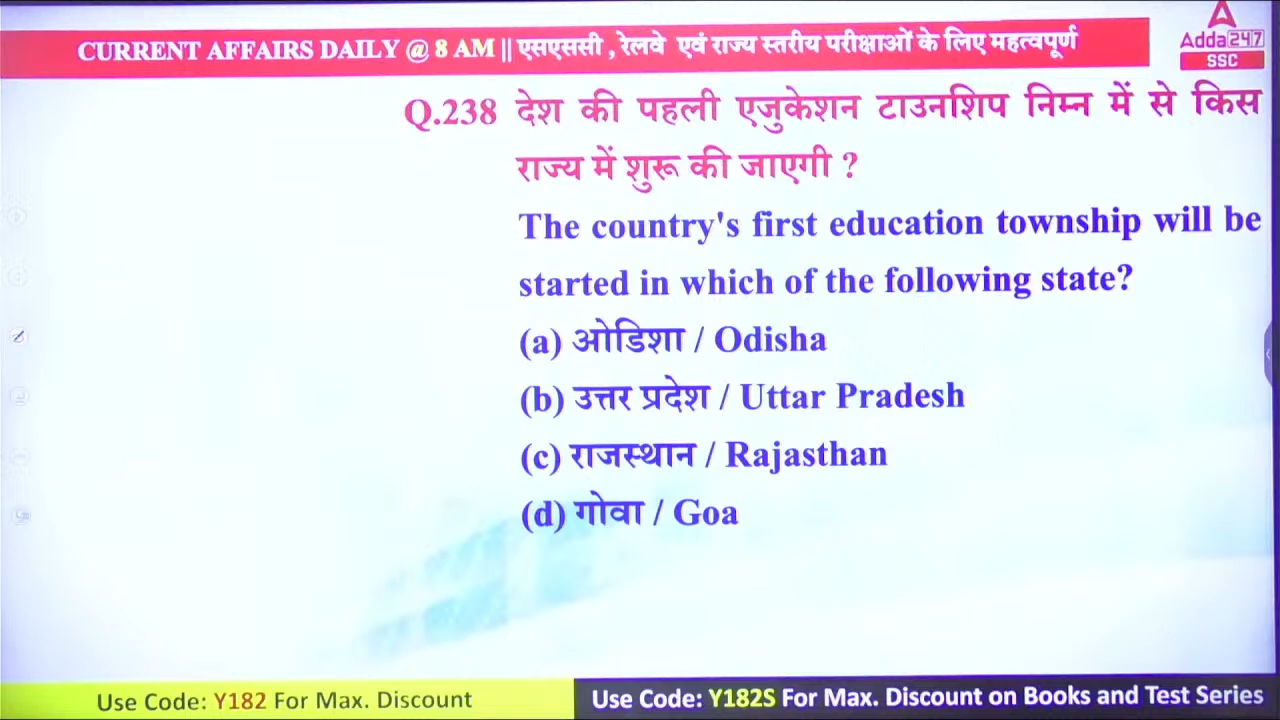 CURRENT AFFAIRS DAILY @ 8 AM || एसएससी , रेलवे एवं राज्य स्तरीय परीक्षाओं के लिए महत्वपूर्ण
Adda247
SSC
Q.238 देश की पहली एजुकेशन टाउनशिप निम्न में से किस
राज्य में शुरू की जाएगी ?
The country's first education township will be
started in which of the following state?
(a) ओडिशा / Odisha
(b) उत्तर प्रदेश / Uttar Pradesh
(c) राजस्थान / Rajasthan
(d) गोवा / Goa
Use Code: Y182 For Max. Discount
Use Code: Y182S For Max. Discount on Books and Test Series